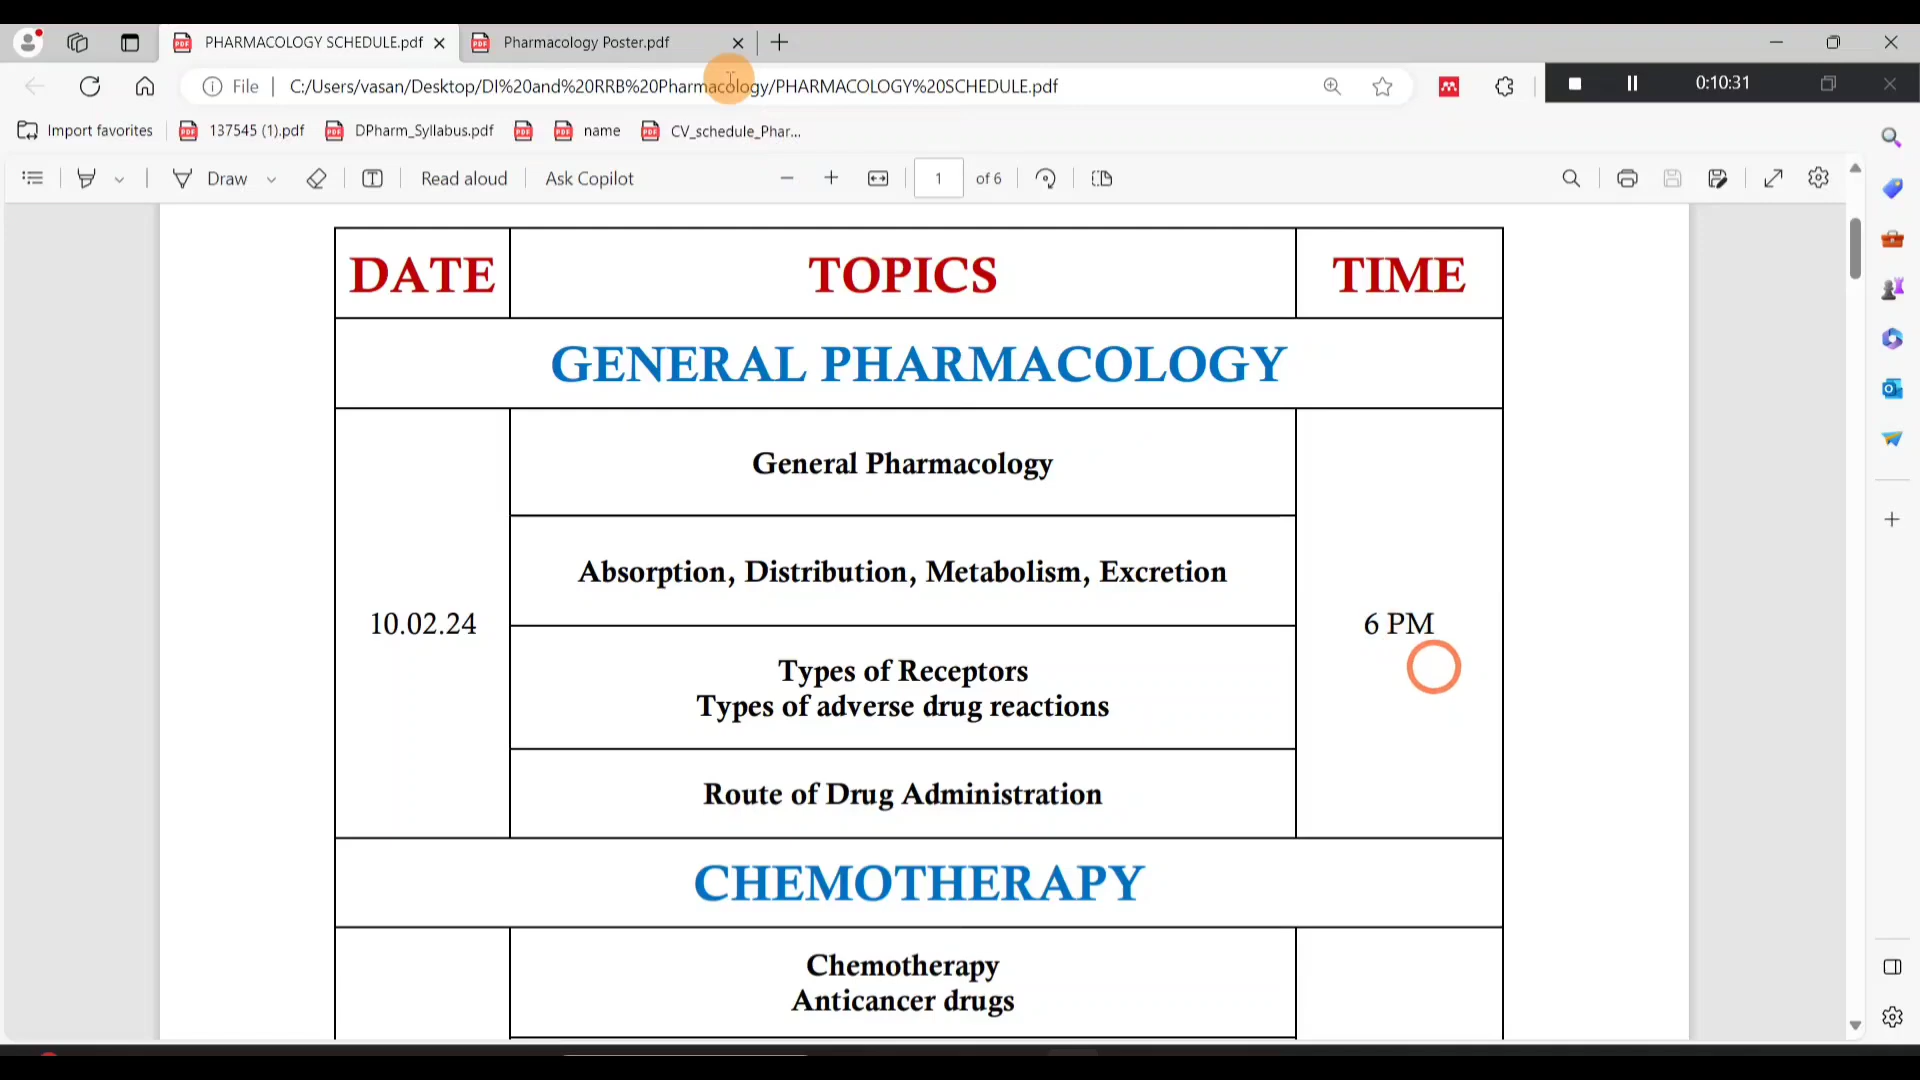 PHARMACOLOGY SCHEDULE.pdf
Pharmacology Poster.pdf
File
C:/Users/vasan/Desktop/DI%20and%20RRB%20Pharmacology/PHARMACOLOGY%20SCHEDULE.pdf
0:10:31
Import favorites
137545 (1).pdf
DPharm_Syllabus.pdf
name
CV_schedule_Phar...
Draw
Read aloud
Ask Copilot
1 of 6
DATE TOPICS TIME
GENERAL PHARMACOLOGY
General Pharmacology
Absorption, Distribution, Metabolism, Excretion
10.02.24
6 PM
Types of Receptors
Types of adverse drug reactions
Route of Drug Administration
CHEMOTHERAPY
Chemotherapy
Anticancer drugs